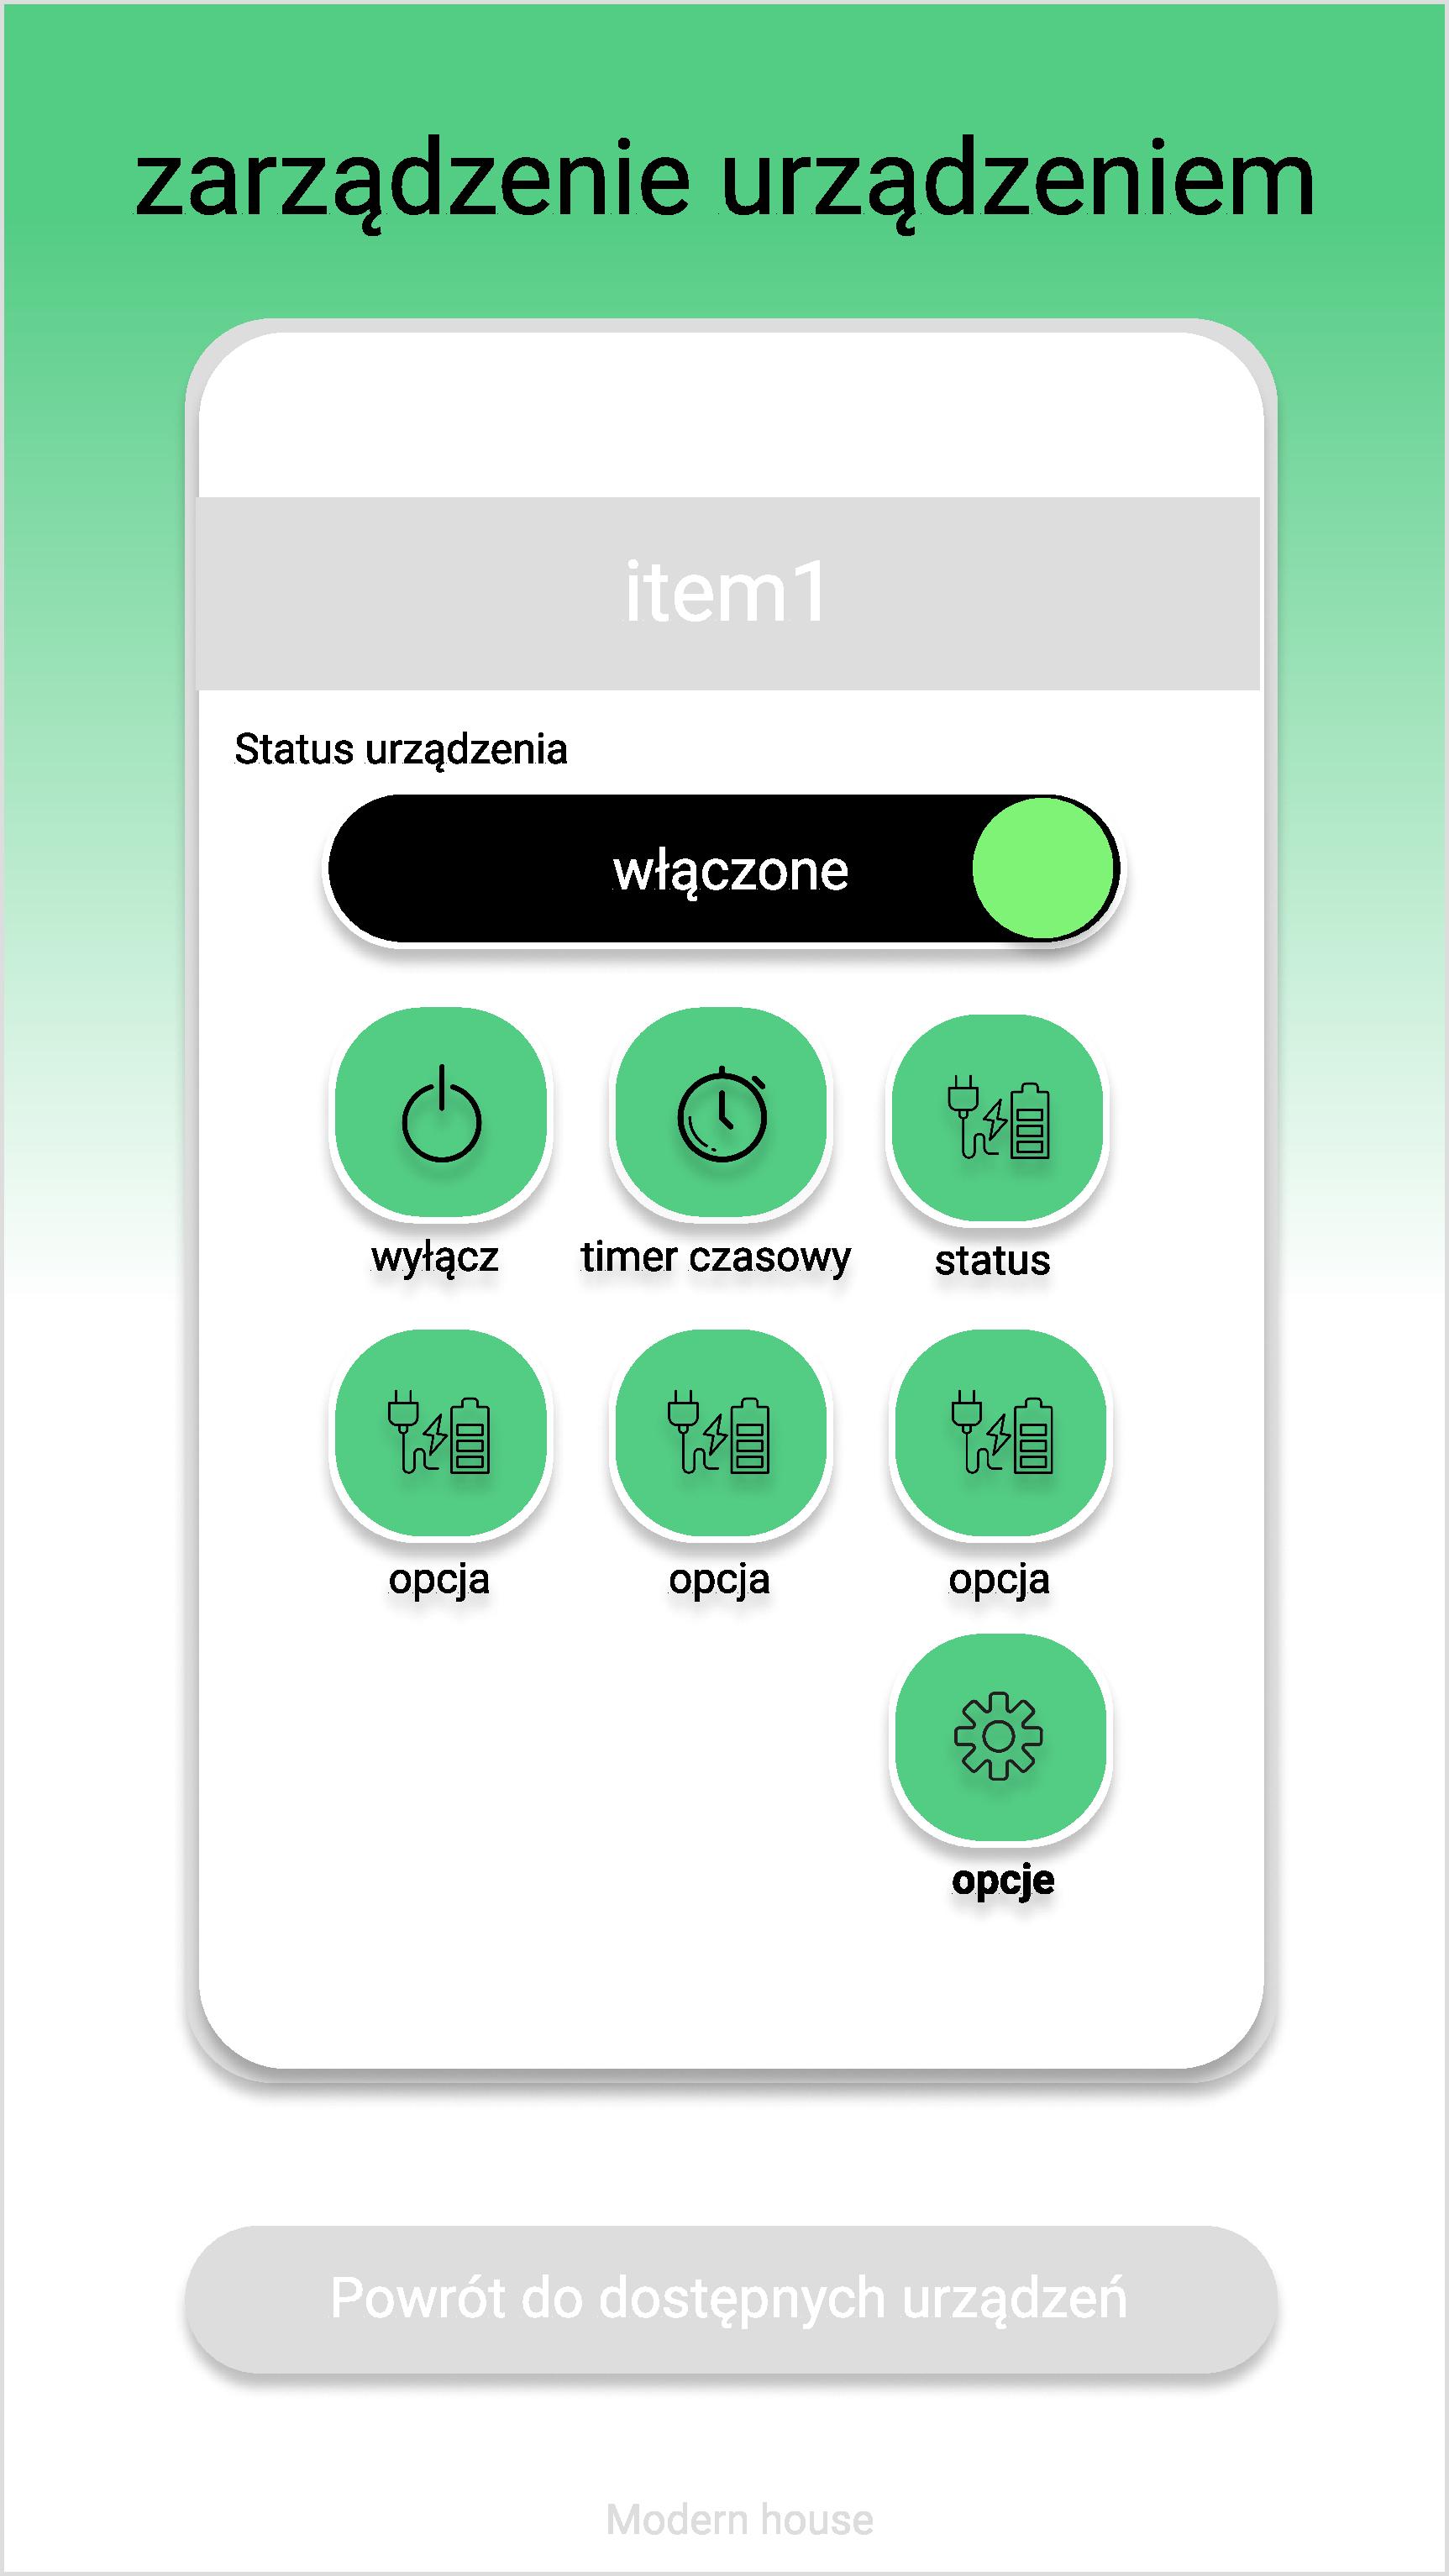 zarządzenie urządzeniem
item1
Status urządzenia
włączone
wyłącz
timer czasowy
status
opcja
opcja
opcja
opcje
Powrót do dostępnych urządzeń
Modern house